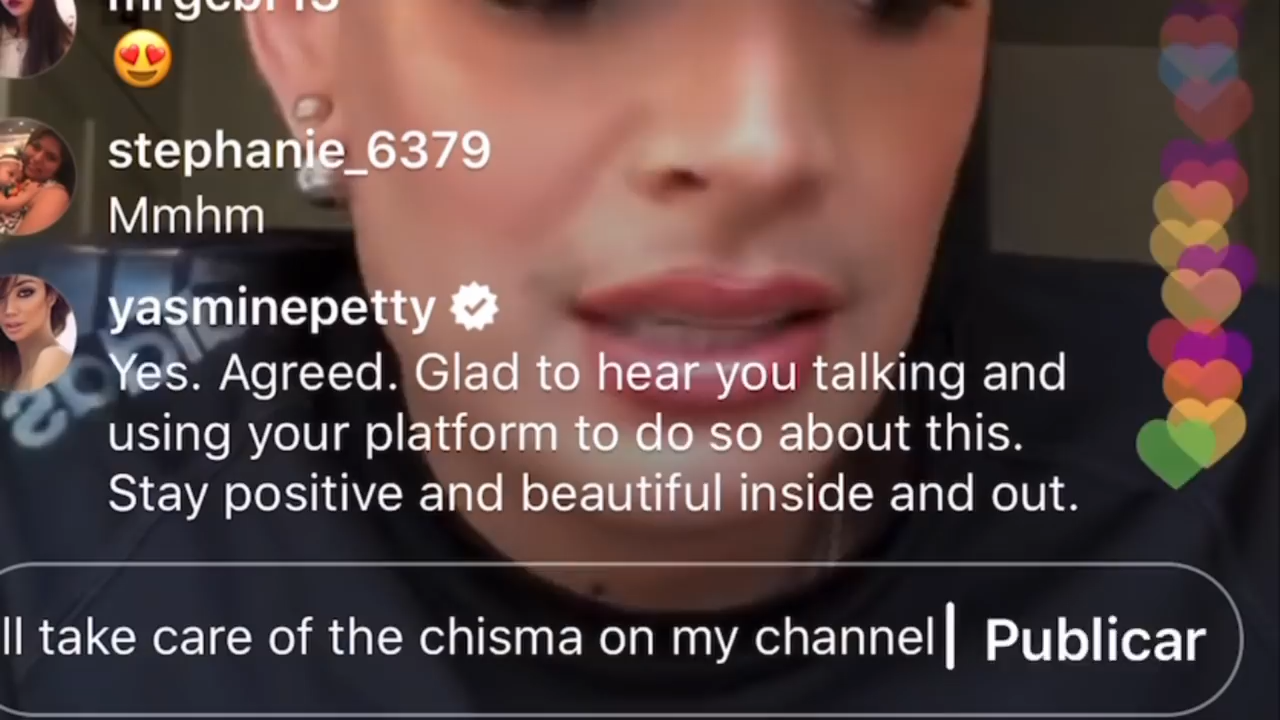 stephanie_6379
Mmhm
yasminepetty
Yes. Agreed. Glad to hear you talking and
using your platform to do so about this.
Stay positive and beautiful inside and out.
ll take care of the chisma on my channel
Publicar